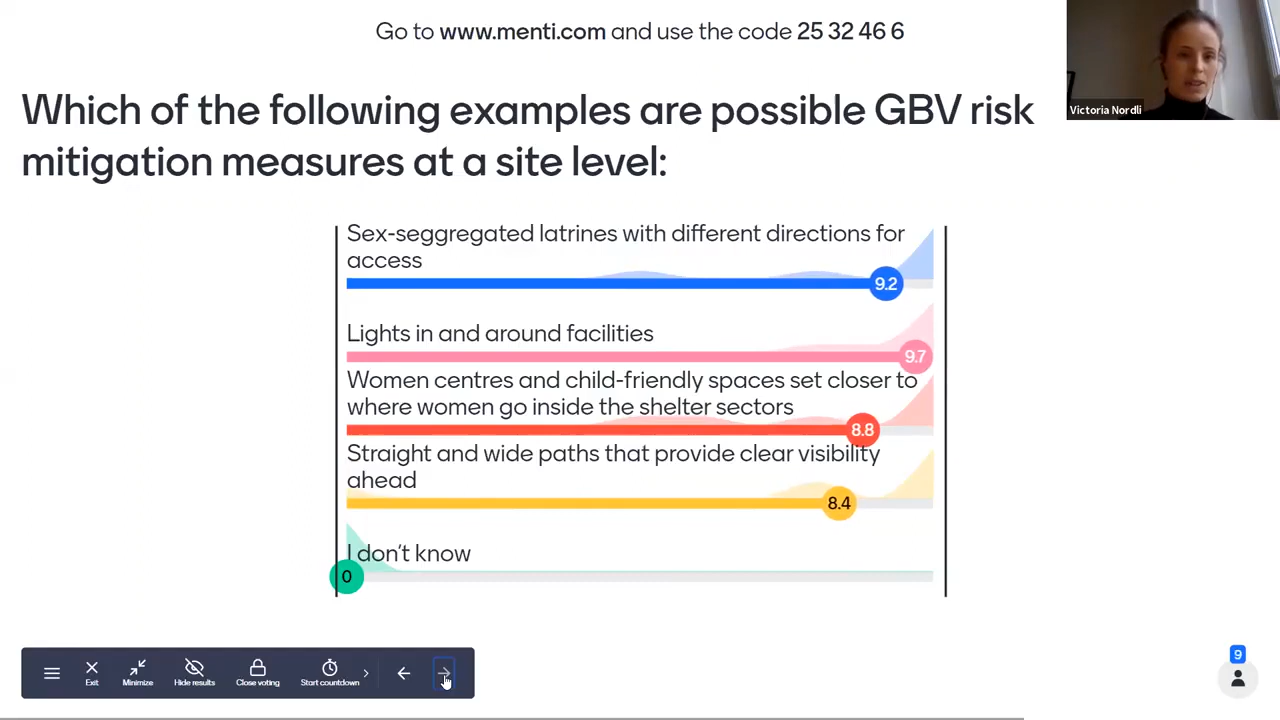 Go to www.menti.com and use the code 25 32 46 6
Victoria Nordli
Which of the following examples are possible GBV risk
mitigation measures at a site level:
Sex-seggregated latrines with different directions for
access
9.2
Lights in and around facilities
9.7
Women centres and child-friendly spaces set closer to
where women go inside the shelter sectors
8.8
Straight and wide paths that provide clear visibility
ahead
8.4
I don't know
0
Exit
Minimize
Hide results
Close voting
Start countdown
9